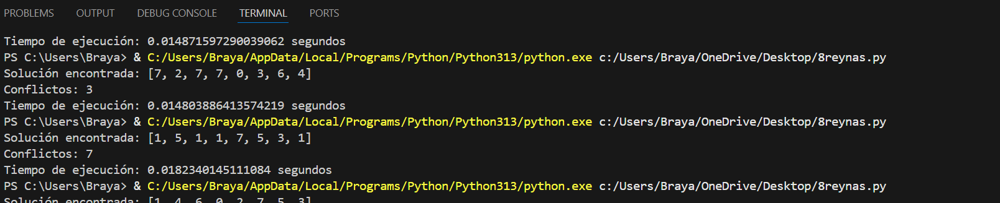 PROBLEMS OUTPUT DEBUG CONSOLE TERMINAL PORTS
Tiempo de ejecución: 0.014871597290039062 segundos
PS C:\Users\Braya> & C:/Users/Braya/AppData/Local/Programs/Python/Python313/python.exe c:/Users/Braya/OneDrive/Desktop/8reynas.py
Solución encontrada: [7, 2, 7, 7, 0, 3, 6, 4]
Conflictos: 3
Tiempo de ejecución: 0.014803886413574219 segundos
PS C:\Users\Braya> & C:/Users/Braya/AppData/Local/Programs/Python/Python313/python.exe c:/Users/Braya/OneDrive/Desktop/8reynas.py
Solución encontrada: [1, 5, 1, 1, 7, 5, 3, 1]
Conflictos: 7
Tiempo de ejecución: 0.0182340145111084 segundos
PS C:\Users\Braya> & C:/Users/Braya/AppData/Local/Programs/Python/Python313/python.exe c:/Users/Braya/OneDrive/Desktop/8reynas.py
Solución encontrada: [1, 4, 6, 0, 2, 7, 5, 3]